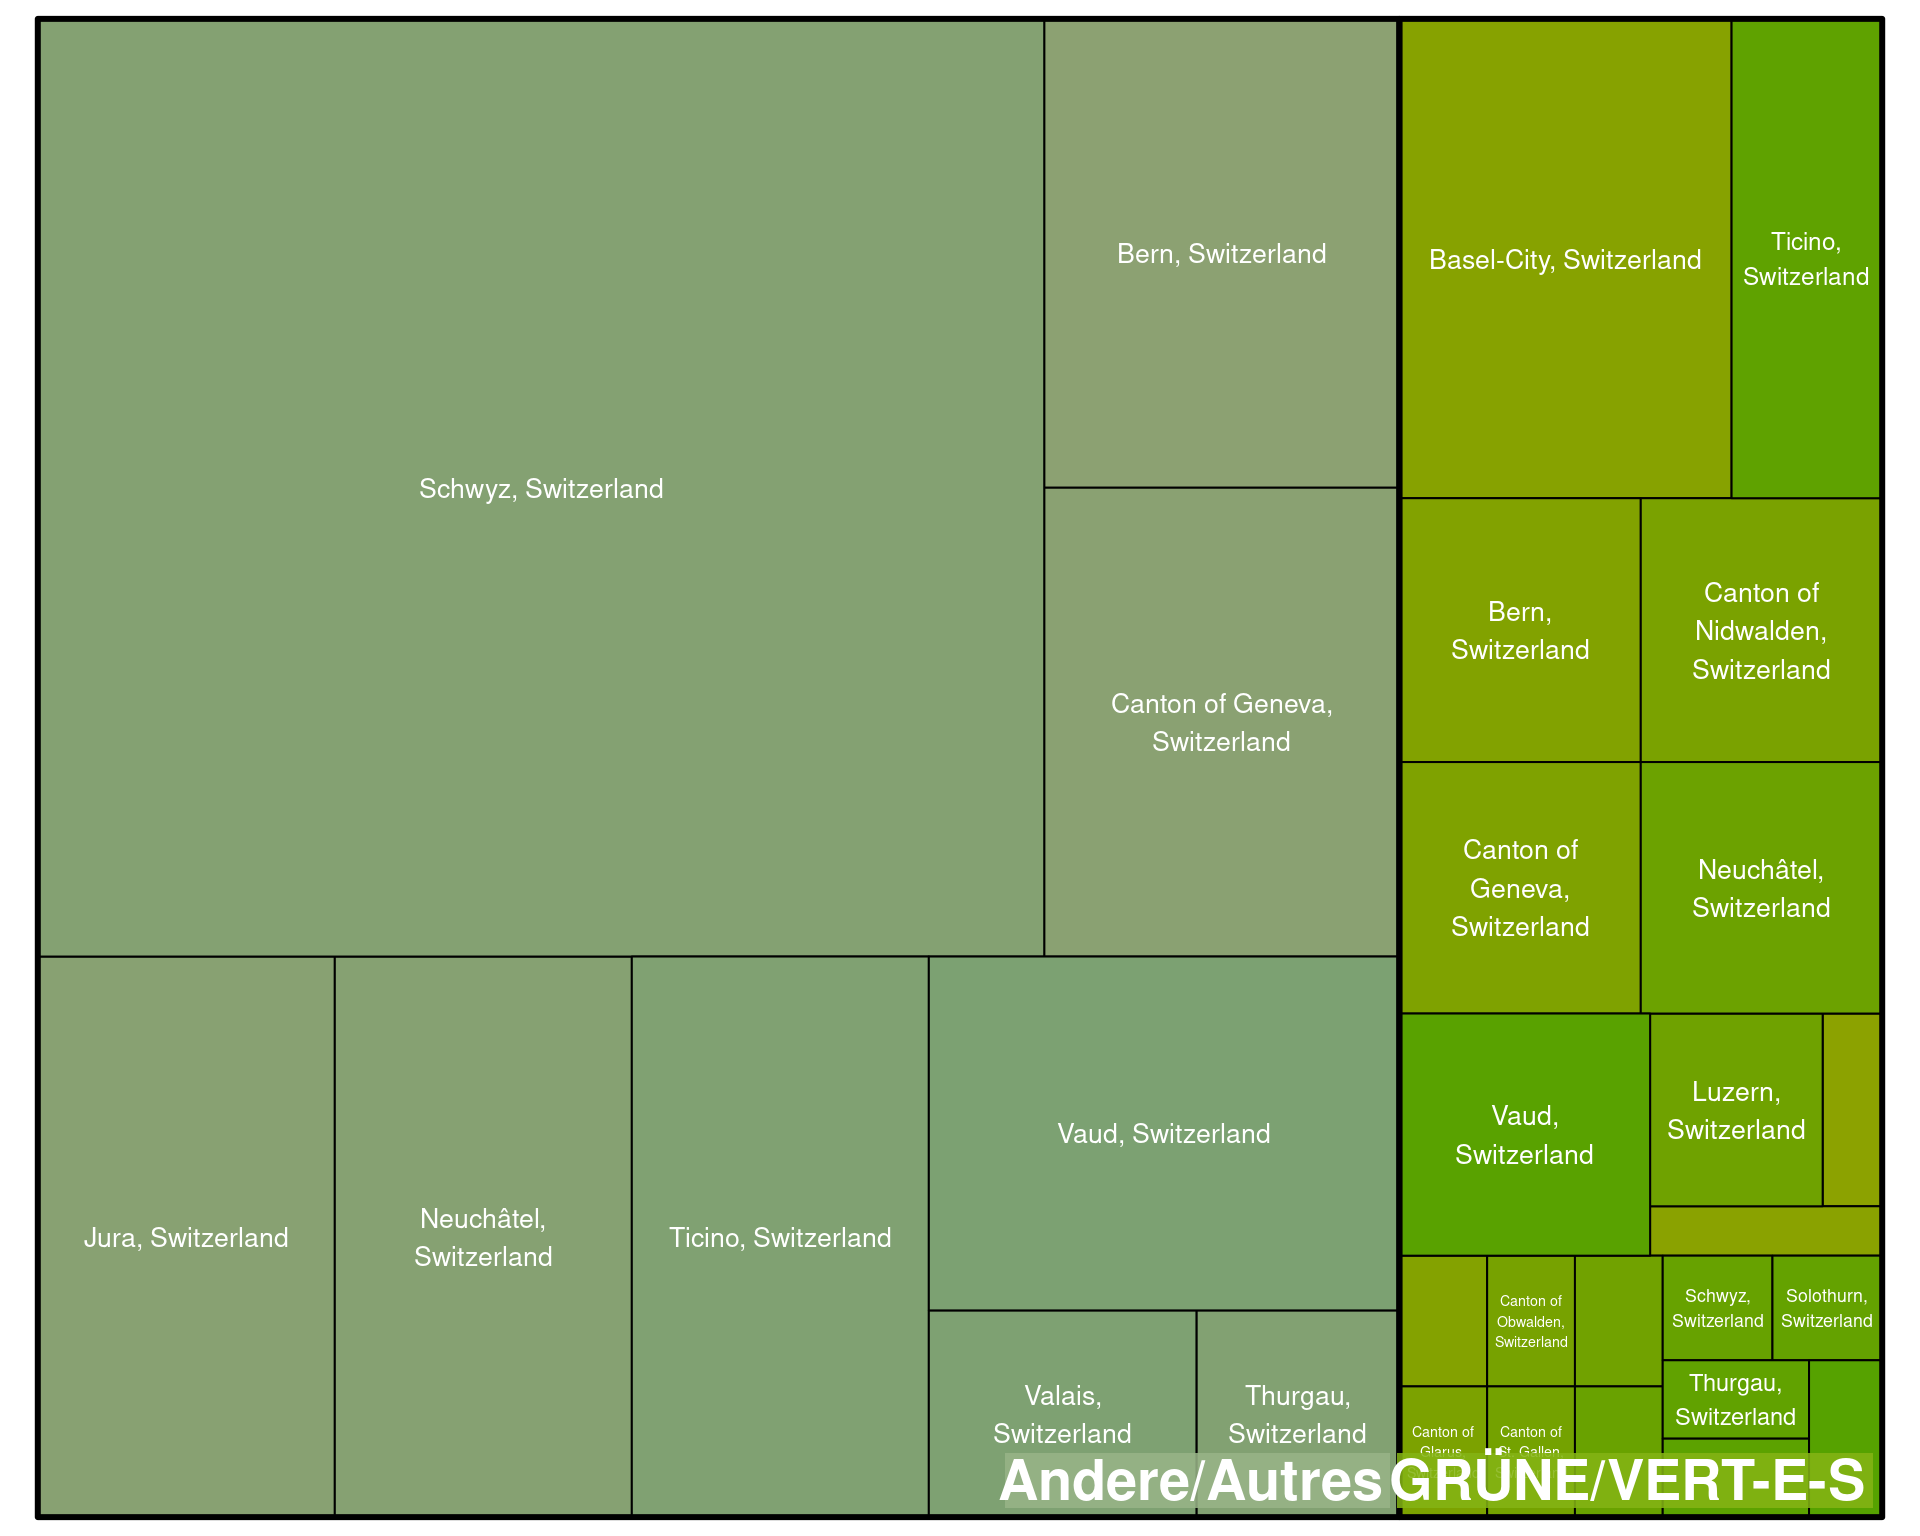 Schwyz, Switzerland
Bern, Switzerland
Canton of Geneva,
Switzerland
Jura, Switzerland
Neuchâtel,
Switzerland
Ticino, Switzerland
Vaud, Switzerland
Valais,
Switzerland
Thurgau,
Switzerland
Andere/Autres
Basel-City, Switzerland
Ticino,
Switzerland
Bern,
Switzerland
Canton of
Nidwalden,
Switzerland
Canton of
Geneva,
Switzerland
Neuchâtel,
Switzerland
Vaud,
Switzerland
Luzern,
Switzerland
Canton of
Obwalden,
Switzerland
Schwyz,
Switzerland
Solothurn,
Switzerland
Thurgau,
Switzerland
Canton of
Glarus,
Canton of
St. Gallen,
GRÜNE/VERT-E-S